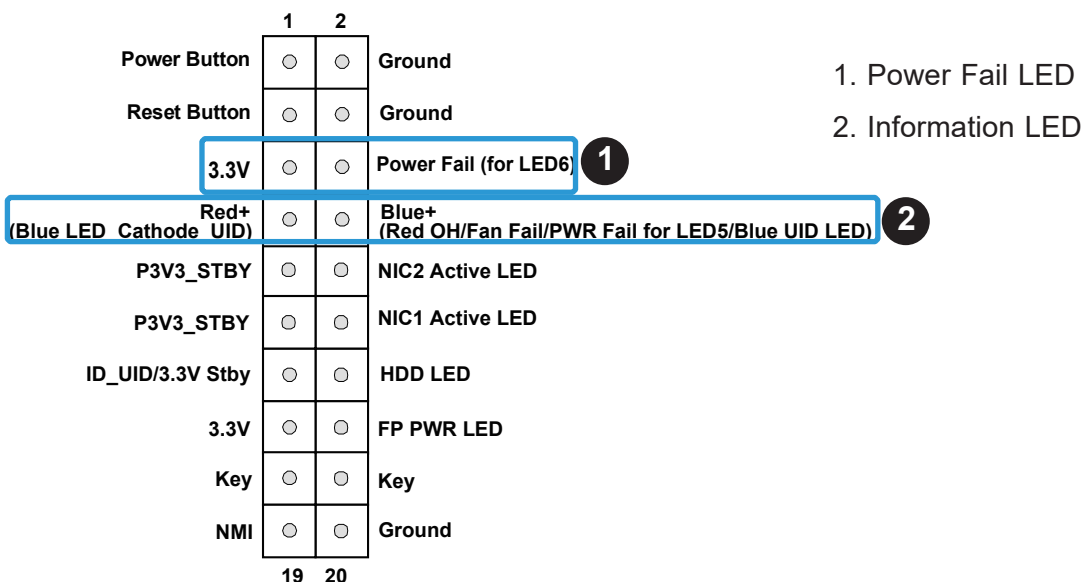 1 2
Power Button Ground
1. Power Fail LED
Reset Button Ground
2. Information LED
3.3V Power Fail (for LED6) 1
Red+ Blue+
(Blue LED_Cathode_UID) (Red OH/Fan Fail/PWR Fail for LED5/Blue UID LED) 2
P3V3_STBY NIC2 Active LED
P3V3_STBY NIC1 Active LED
ID_UID/3.3V Stby HDD LED
3.3V FP PWR LED
Key Key
NMI Ground
19 20